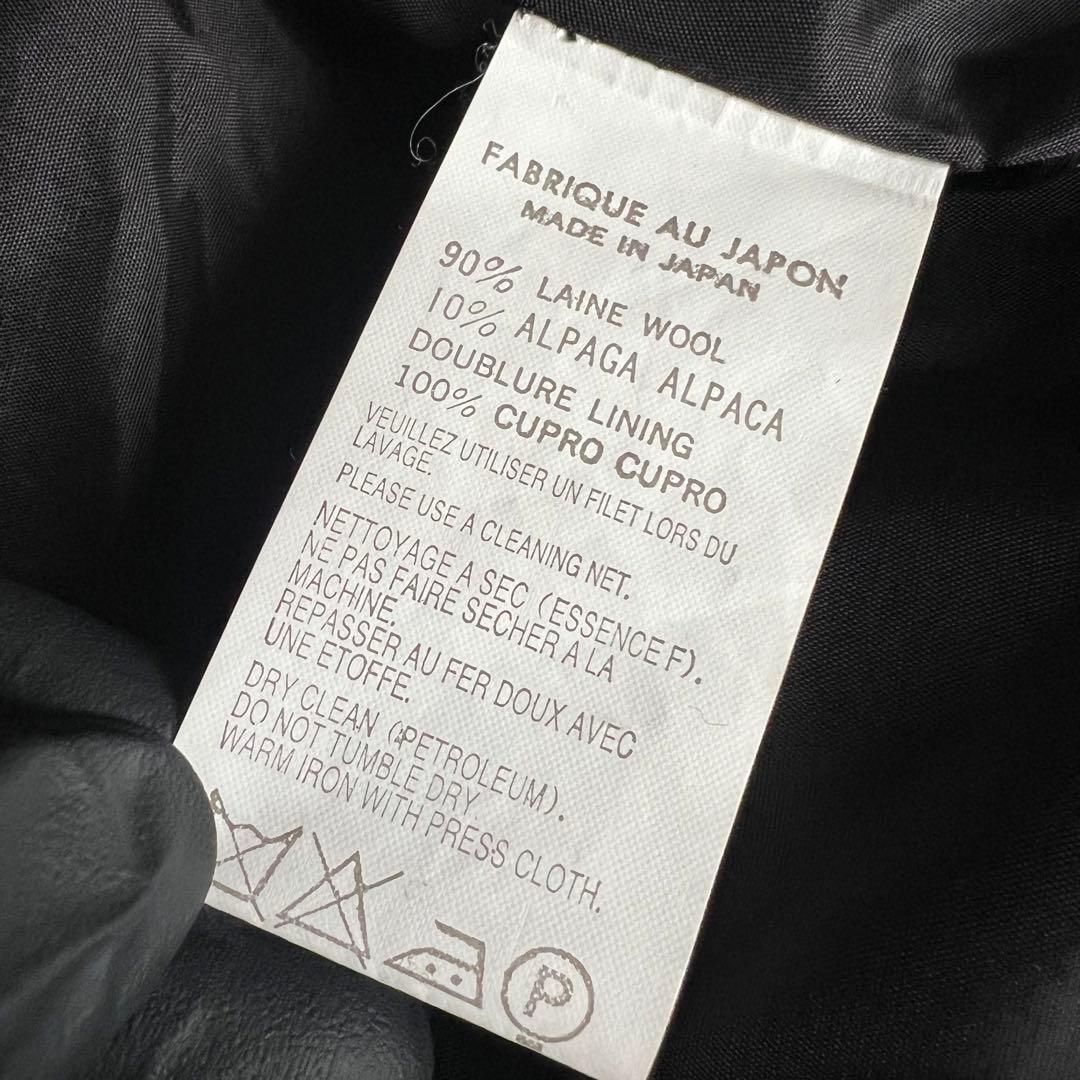 FABRIQUE AU JAPON
MADE IN JAPAN
90% LAINE WOOL
10% ALPAGA ALPACA
DOUBLURE LINING
100% CUPRO CUPRO
VEUILLEZ UTILISER UN FILET LORS DU
LAVAGE.
PLEASE USE A CLEANING NET.
NETTOYAGE A SEC (ESSENCE F).
NE PAS FAIRE SECHER A LA
MACHINE.
REPASSER AU FER DOUX AVEC
UNE ETOFFE.
DRY CLEAN (PETROLEUM).
DO NOT TUMBLE DRY
WARM IRON WITH PRESS CLOTH.
P